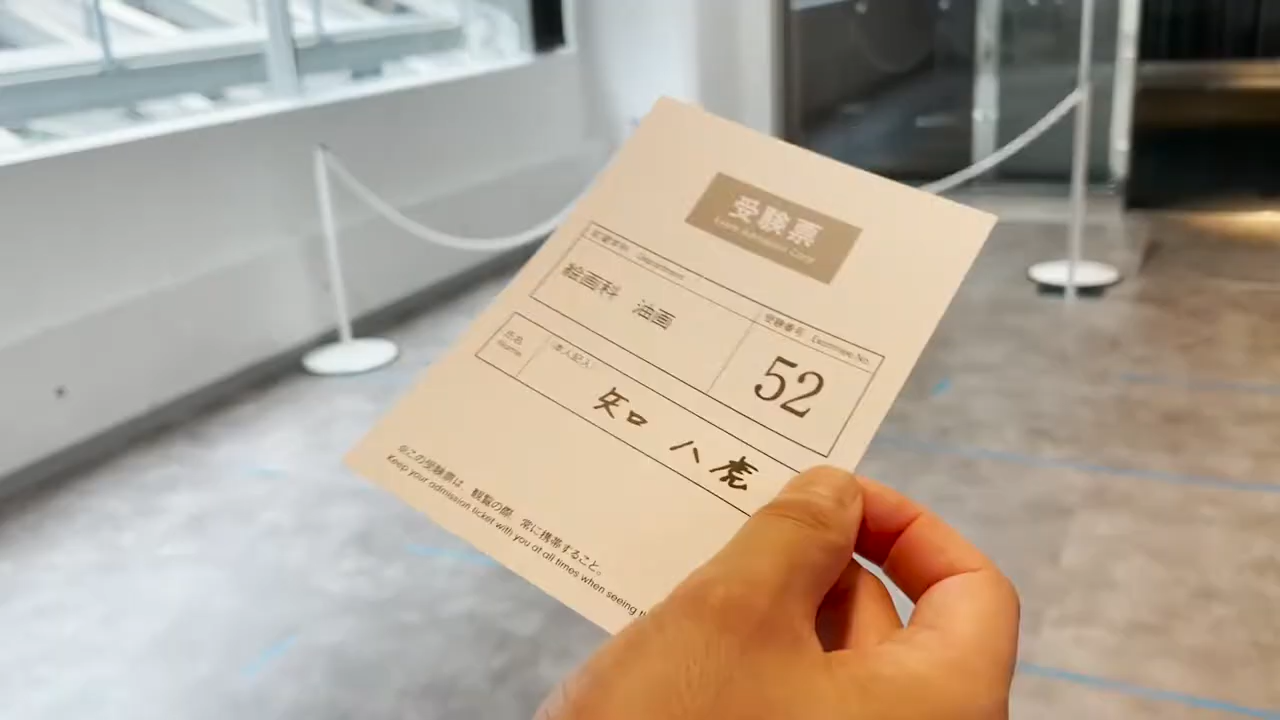 受験票
Examination Card
志望学科 Department
絵画科 油画
受験番号 Examinee No.
52
氏名
Name
本人記入
矢口 八虎
※この受験票は、観覧の際、常に携帯すること。
Keep your admission ticket with you at all times when seeing